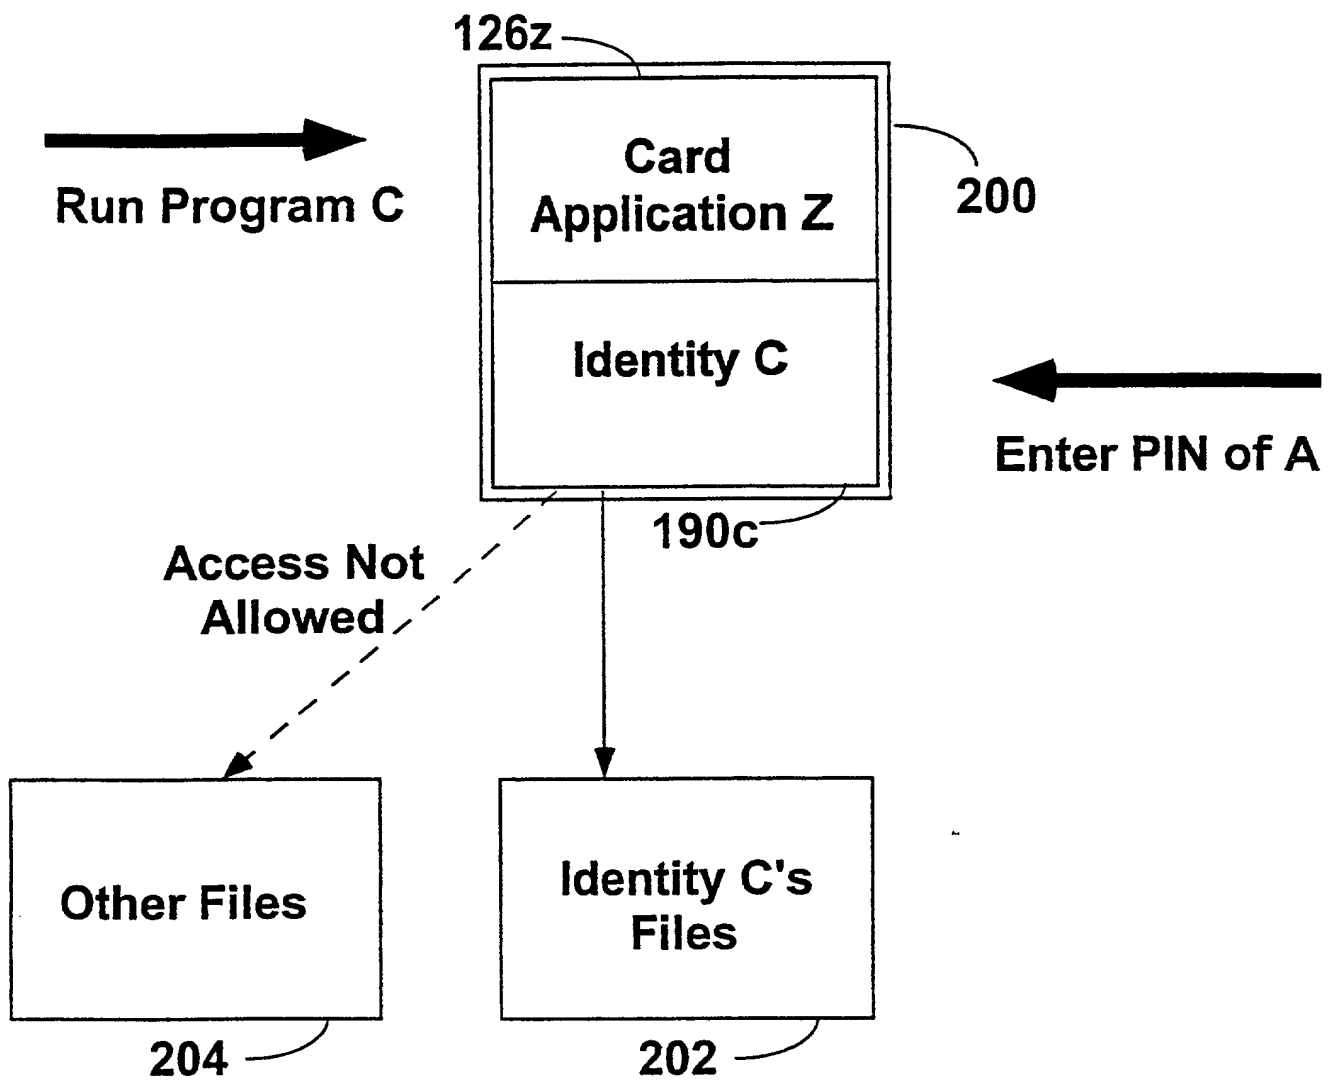 126z
Card
Application Z
200
Run Program C
Identity C
Enter PIN of A
190c
Access Not
Allowed
Other Files
Identity C's
Files
204
202